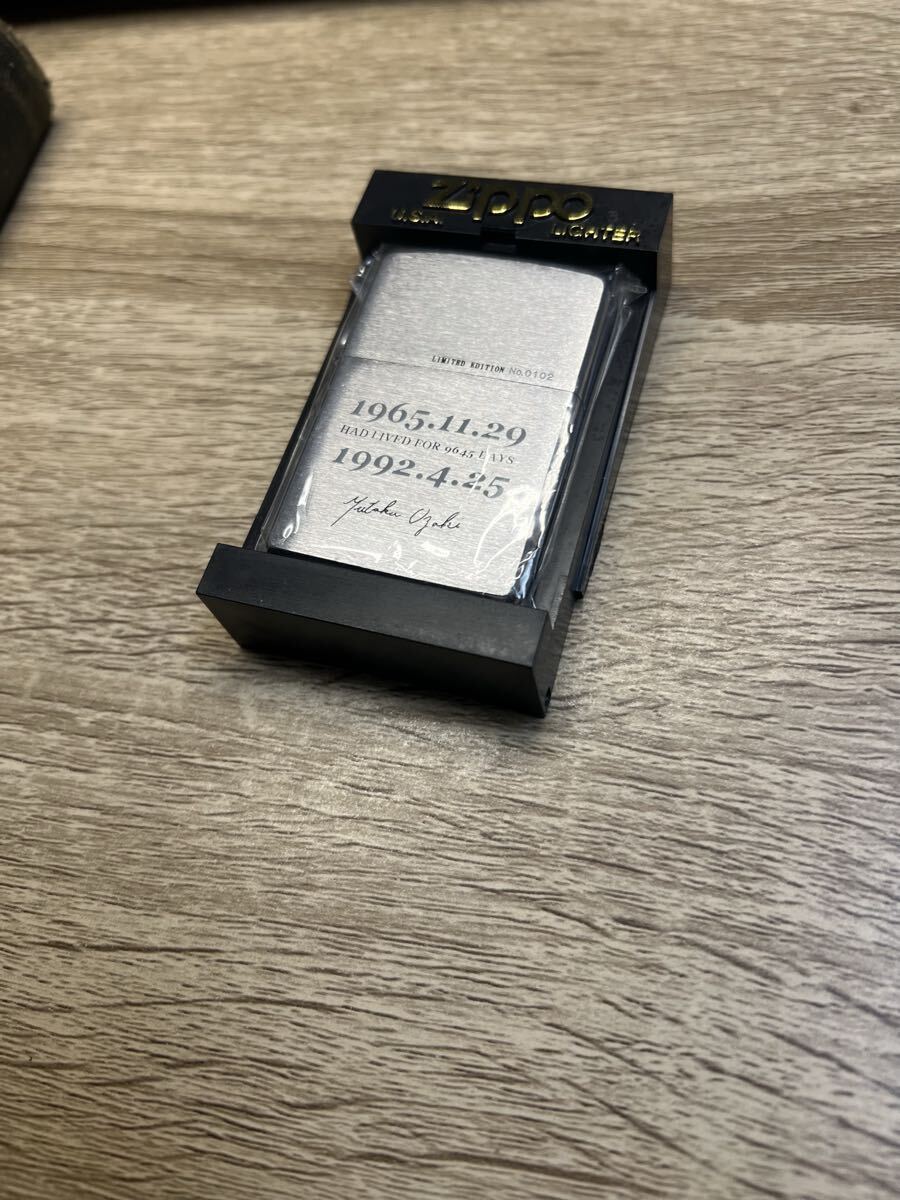 Zippo
U.S.A. LIGHTER
LIMITED EDITION No.0102
1965.11.29
HAD LIVED FOR 9645 DAYS
1992.4.25
Yutaka Ozaki